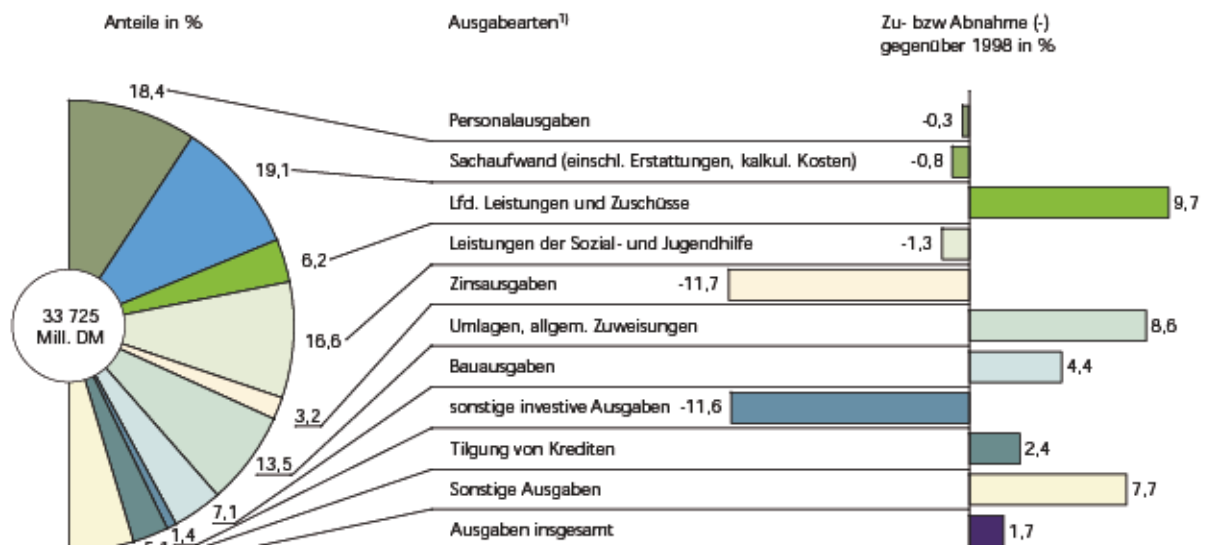 Anteile in %
Ausgabearten1)
Zu- bzw Abnahme (-)
gegenüber 1998 in %
18,4
Personalausgaben
-0,3
19,1
Sachaufwand (einschl. Erstattungen, kalkul. Kosten)
-0,8
Lfd. Leistungen und Zuschüsse
9,7
6,2
Leistungen der Sozial- und Jugendhilfe
-1,3
Zinsausgaben
-11,7
33 725
Mill. DM
16,6
Umlagen, allgem. Zuweisungen
8,6
Bauausgaben
4,4
3,2
sonstige investive Ausgaben
-11,6
13,5
Tilgung von Krediten
2,4
7,1
Sonstige Ausgaben
7,7
1,4
Ausgaben insgesamt
1,7